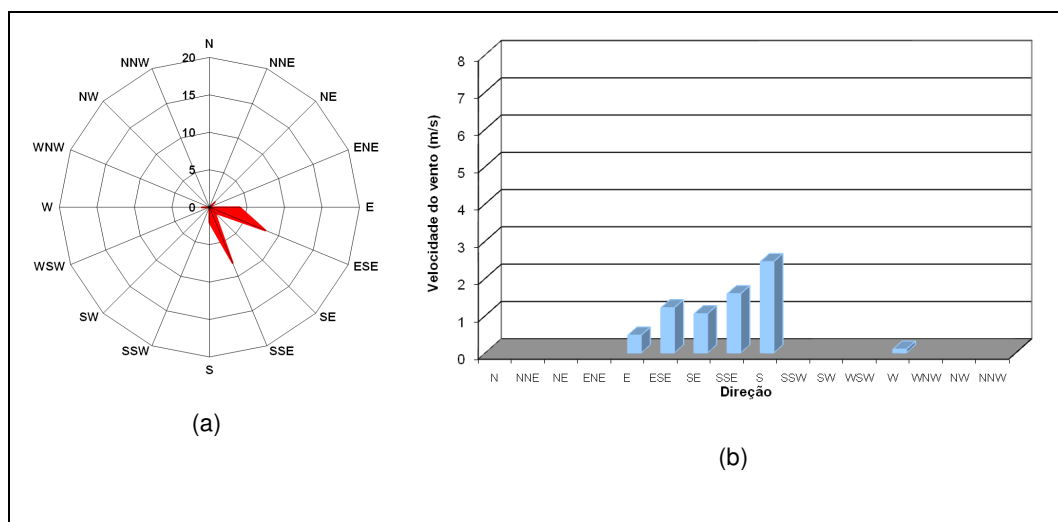 N
NNE
NE
ENE
E
ESE
SE
SSE
S
SSW
SW
WSW
W
WNW
NW
NNW
20
15
10
5
0
(a)
Velocidade do vento (m/s)
8
7
6
5
4
3
2
1
0
N NNE NE ENE E ESE SE SSE S SSW SW WSW W WNW NW NNW
Direção
(b)